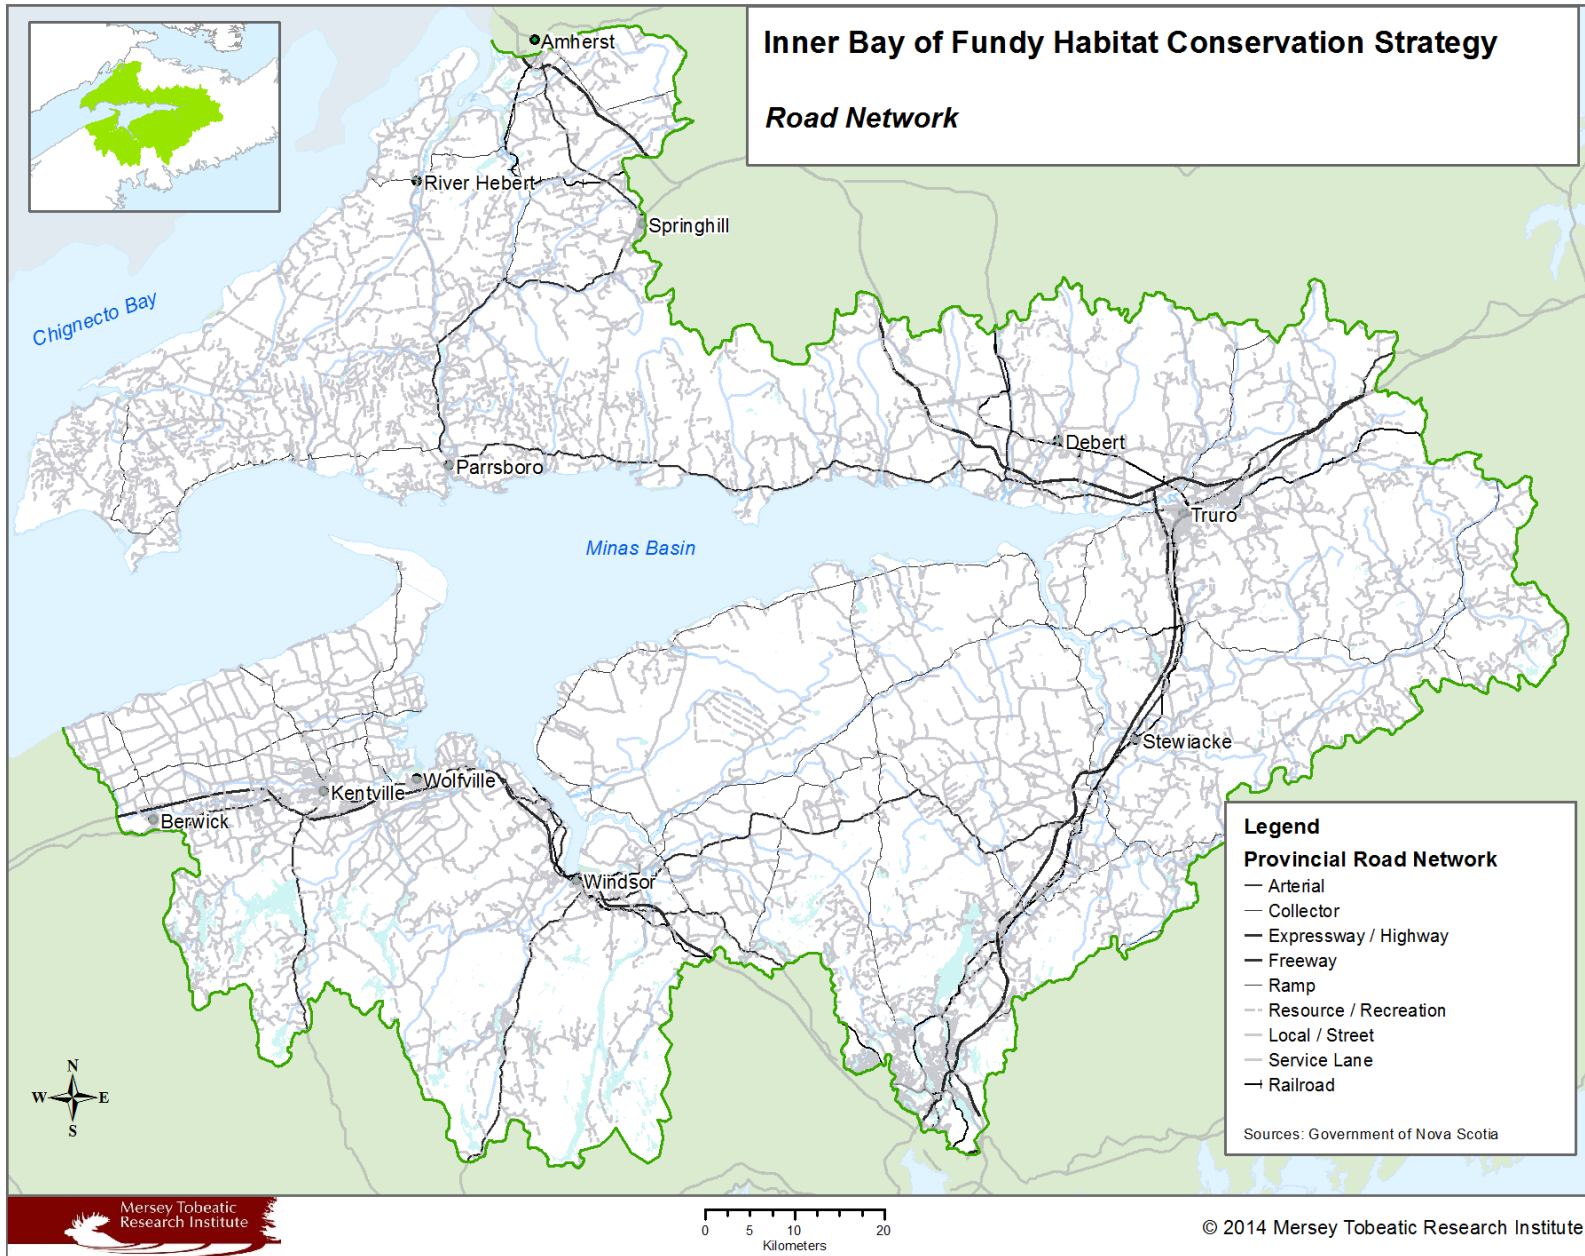 Inner Bay of Fundy Habitat Conservation Strategy
Road Network
Amherst
River Hebert
Springhill
Chignecto Bay
Debert
Parrsboro
Truro
Minas Basin
Stewiacke
Wolfville
Kentville
Berwick
Windsor
Legend
Provincial Road Network
Arterial
Collector
Expressway / Highway
Freeway
Ramp
Resource / Recreation
Local / Street
Service Lane
Railroad
Sources: Government of Nova Scotia
N
W E
S
Mersey Tobeatic
Research Institute
0 5 10 20
Kilometers
© 2014 Mersey Tobeatic Research Institute